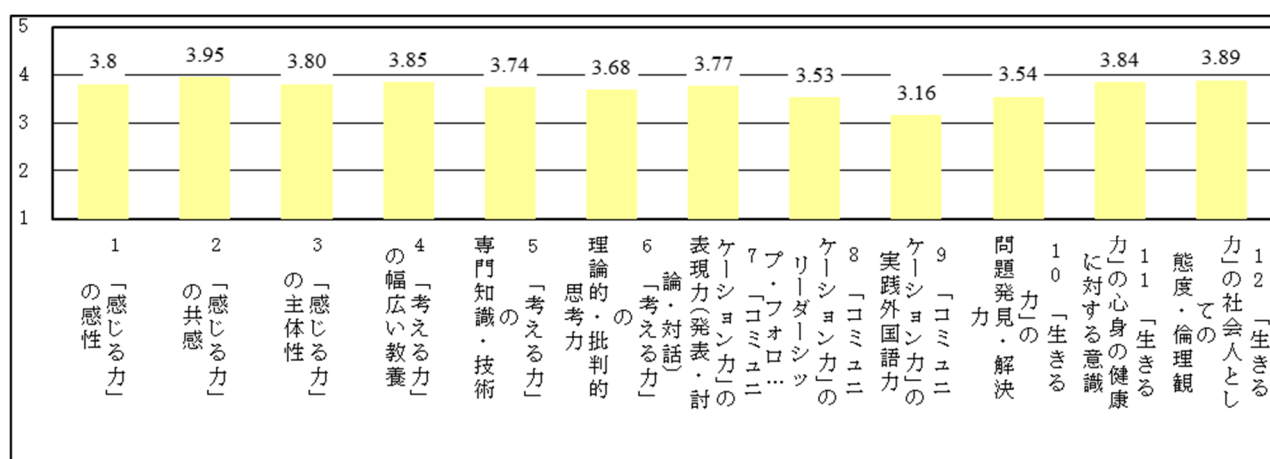 5
4
3
2
1
3.8
3.95
3.80
3.85
3.74
3.68
3.77
3.53
3.16
3.54
3.84
3.89
1 「感じる力」
の感性
2 「感じる力」
の共感
3 「感じる力」
の主体性
4 「考える力」
の幅広い教養
5 「考える力」
の
専門知識・技術
6 「考える力」
の
理論的・批判的
思考力
7 「コミュニ
ケーション力」の
表現力(発表・討
論・対話)
8 「コミュニ
ケーション力」の
リーダーシッ
プ・フォロ…
9 「コミュニ
ケーション力」の
実践外国語力
10 「生きる
力」の
問題発見・解決
力
11 「生きる
力」の心身の健康
に対する意識
12 「生きる
力」の社会人とし
ての
態度・倫理観